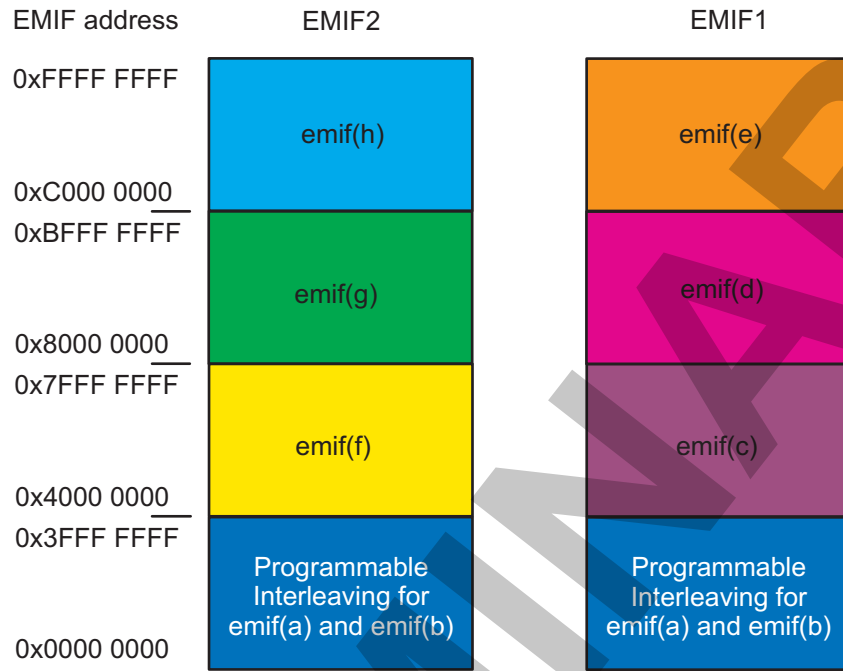 EMIF address
EMIF2
EMIF1
0xFFFF FFFF
emif(h)
emif(e)
0xC000 0000
0xBFFF FFFF
emif(g)
emif(d)
0x8000 0000
0x7FFF FFFF
emif(f)
emif(c)
0x4000 0000
0x3FFF FFFF
Programmable
Interleaving for
emif(a) and emif(b)
Programmable
Interleaving for
emif(a) and emif(b)
0x0000 0000